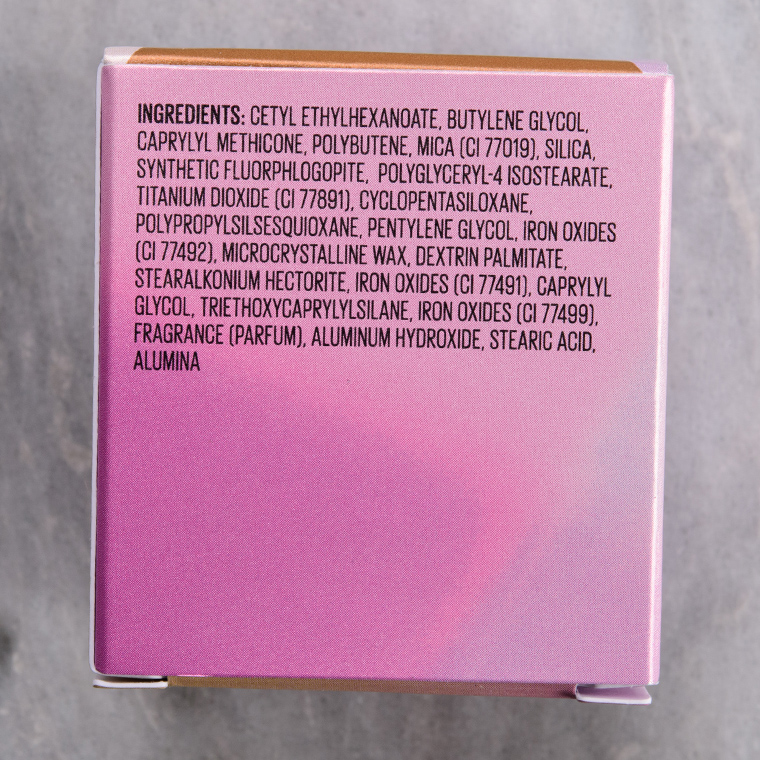 INGREDIENTS: CETYL ETHYLHEXANOATE, BUTYLENE GLYCOL,
CAPRYLYL METHICONE, POLYBUTENE, MICA (CI 77019), SILICA,
SYNTHETIC FLUORPHLOGOPITE, POLYGLYCERYL-4 ISOSTEARATE,
TITANIUM DIOXIDE (CI 77891), CYCLOPENTASILOXANE,
POLYPROPYLSILSESQUIOXANE, PENTYLENE GLYCOL, IRON OXIDES
(CI 77492), MICROCRYSTALLINE WAX, DEXTRIN PALMITATE,
STEARALKONIUM HECTORITE, IRON OXIDES (CI 77491), CAPRYLYL
GLYCOL, TRIETHOXYCAPRYLYLSILANE, IRON OXIDES (CI 77499),
FRAGRANCE (PARFUM), ALUMINUM HYDROXIDE, STEARIC ACID,
ALUMINA